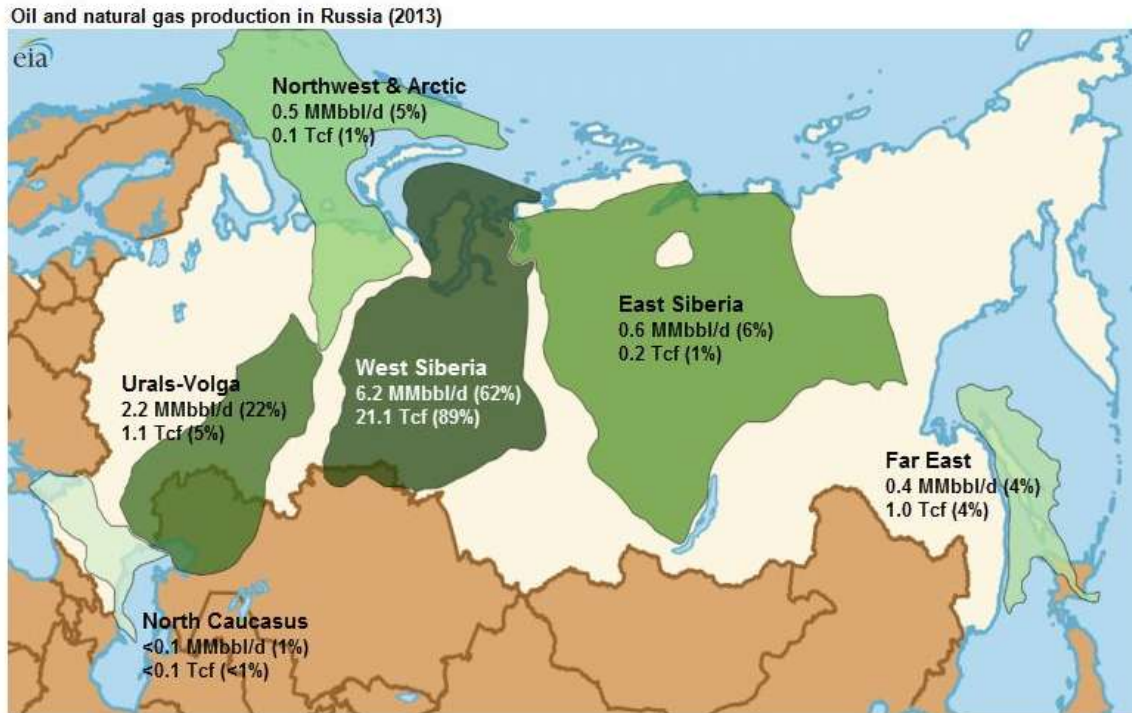 Oil and natural gas production in Russia (2013)
eia
Northwest & Arctic
0.5 MMbbl/d (5%)
0.1 Tcf (1%)
East Siberia
0.6 MMbbl/d (6%)
0.2 Tcf (1%)
West Siberia
6.2 MMbbl/d (62%)
21.1 Tcf (89%)
Urals-Volga
2.2 MMbbl/d (22%)
1.1 Tcf (5%)
Far East
0.4 MMbbl/d (4%)
1.0 Tcf (4%)
North Caucasus
<0.1 MMbbl/d (1%)
<0.1 Tcf (<1%)